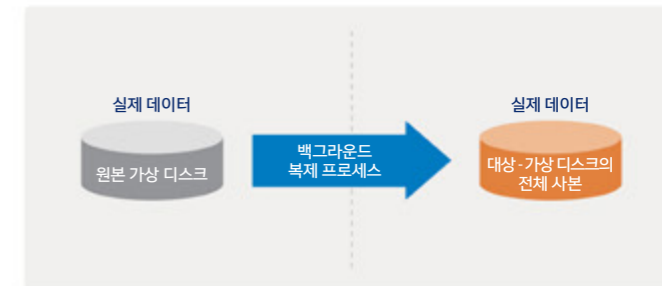 실제 데이터
원본 가상 디스크
백그라운드
복제 프로세스
실제 데이터
대상-가상 디스크의
전체 사본